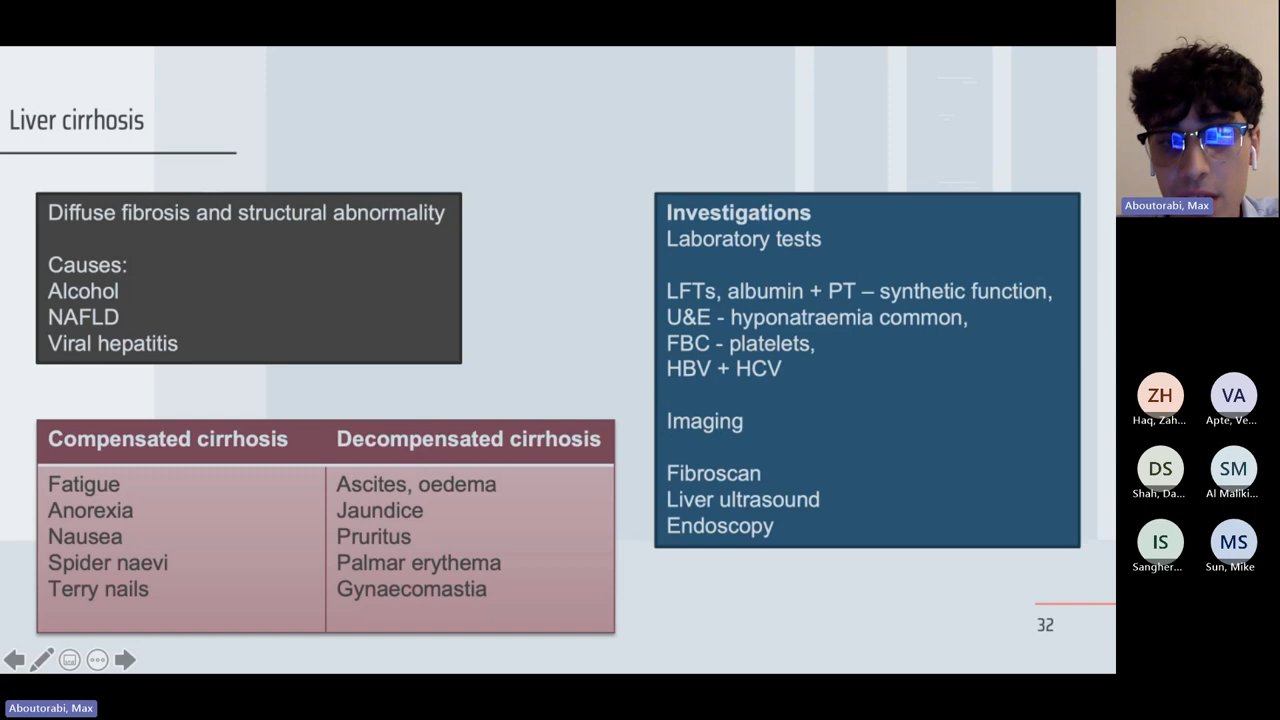 Liver cirrhosis
Diffuse fibrosis and structural abnormality
Causes:
Alcohol
NAFLD
Viral hepatitis
Compensated cirrhosis
Fatigue
Anorexia
Nausea
Spider naevi
Terry nails
Decompensated cirrhosis
Ascites, oedema
Jaundice
Pruritus
Palmar erythema
Gynaecomastia
Investigations
Laboratory tests
LFTs, albumin + PT – synthetic function,
U&E - hyponatraemia common,
FBC - platelets,
HBV + HCV
Imaging
Fibroscan
Liver ultrasound
Endoscopy
32
Aboutorabi, Max
Aboutorabi, Max
ZH
Haq, Zah...
VA
Apte, Ve...
DS
Shah, Da...
SM
Al Maliki...
IS
Sangher...
MS
Sun, Mike